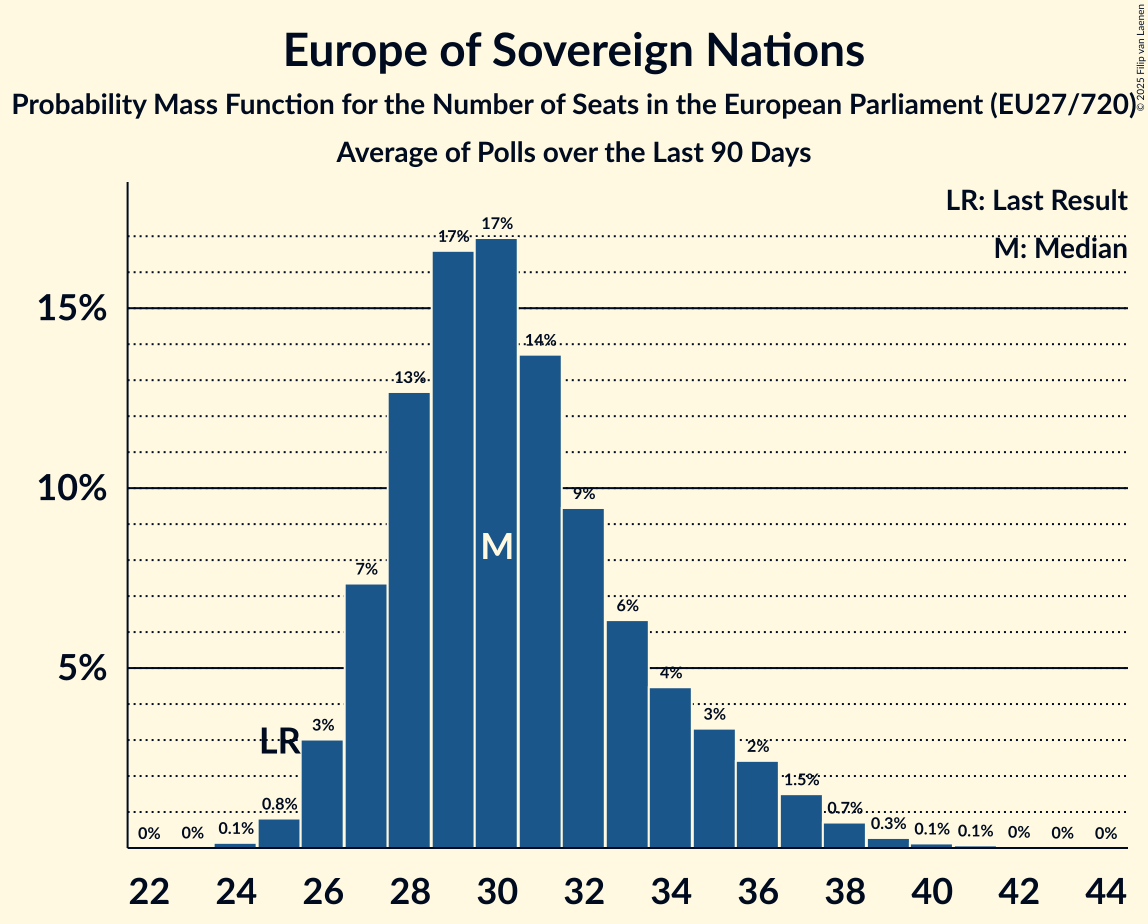 Europe of Sovereign Nations
Probability Mass Function for the Number of Seats in the European Parliament (EU27/720)
Average of Polls over the Last 90 Days
© 2025 Filip van Laenen
LR: Last Result
M: Median
15%
10%
5%
0%
0%
0.1%
0.8%
3%
7%
13%
17%
17%
14%
9%
6%
4%
3%
2%
1.5%
0.7%
0.3%
0.1%
0.1%
0%
0%
0%
LR
M
22 24 26 28 30 32 34 36 38 40 42 44